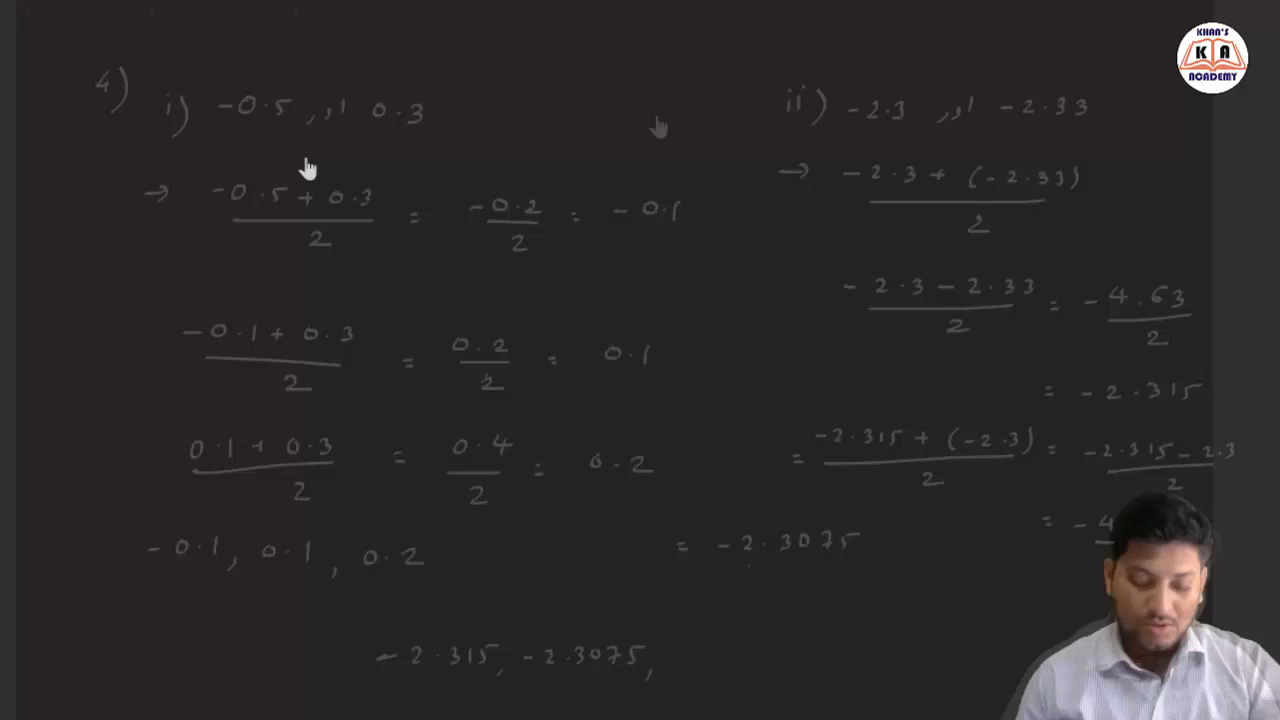 KHAN'S
K A
ACADEMY
4)
i) -0.5 اور 0.3
→ -0.5 + 0.3 / 2 = -0.2 / 2 = -0.1
-0.1 + 0.3 / 2 = 0.2 / 2 = 0.1
0.1 + 0.3 / 2 = 0.4 / 2 = 0.2
-0.1, 0.1, 0.2
ii) -2.3 اور -2.33
→ -2.3 + (-2.33) / 2
-2.3 - 2.33 / 2 = -4.63 / 2
= -2.315
= -2.315 + (-2.3) / 2 = -2.315 - 2.3 / 2
= -4
= -2.3075
-2.315, -2.3075,